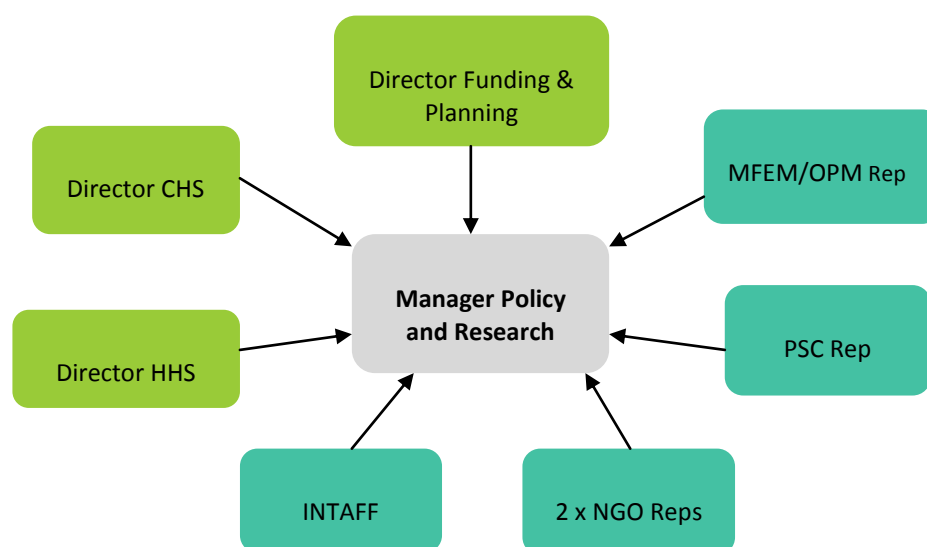 Director Funding &
Planning
Director CHS
MFEM/OPM Rep
Manager Policy
and Research
Director HHS
PSC Rep
INTAFF
2 x NGO Reps